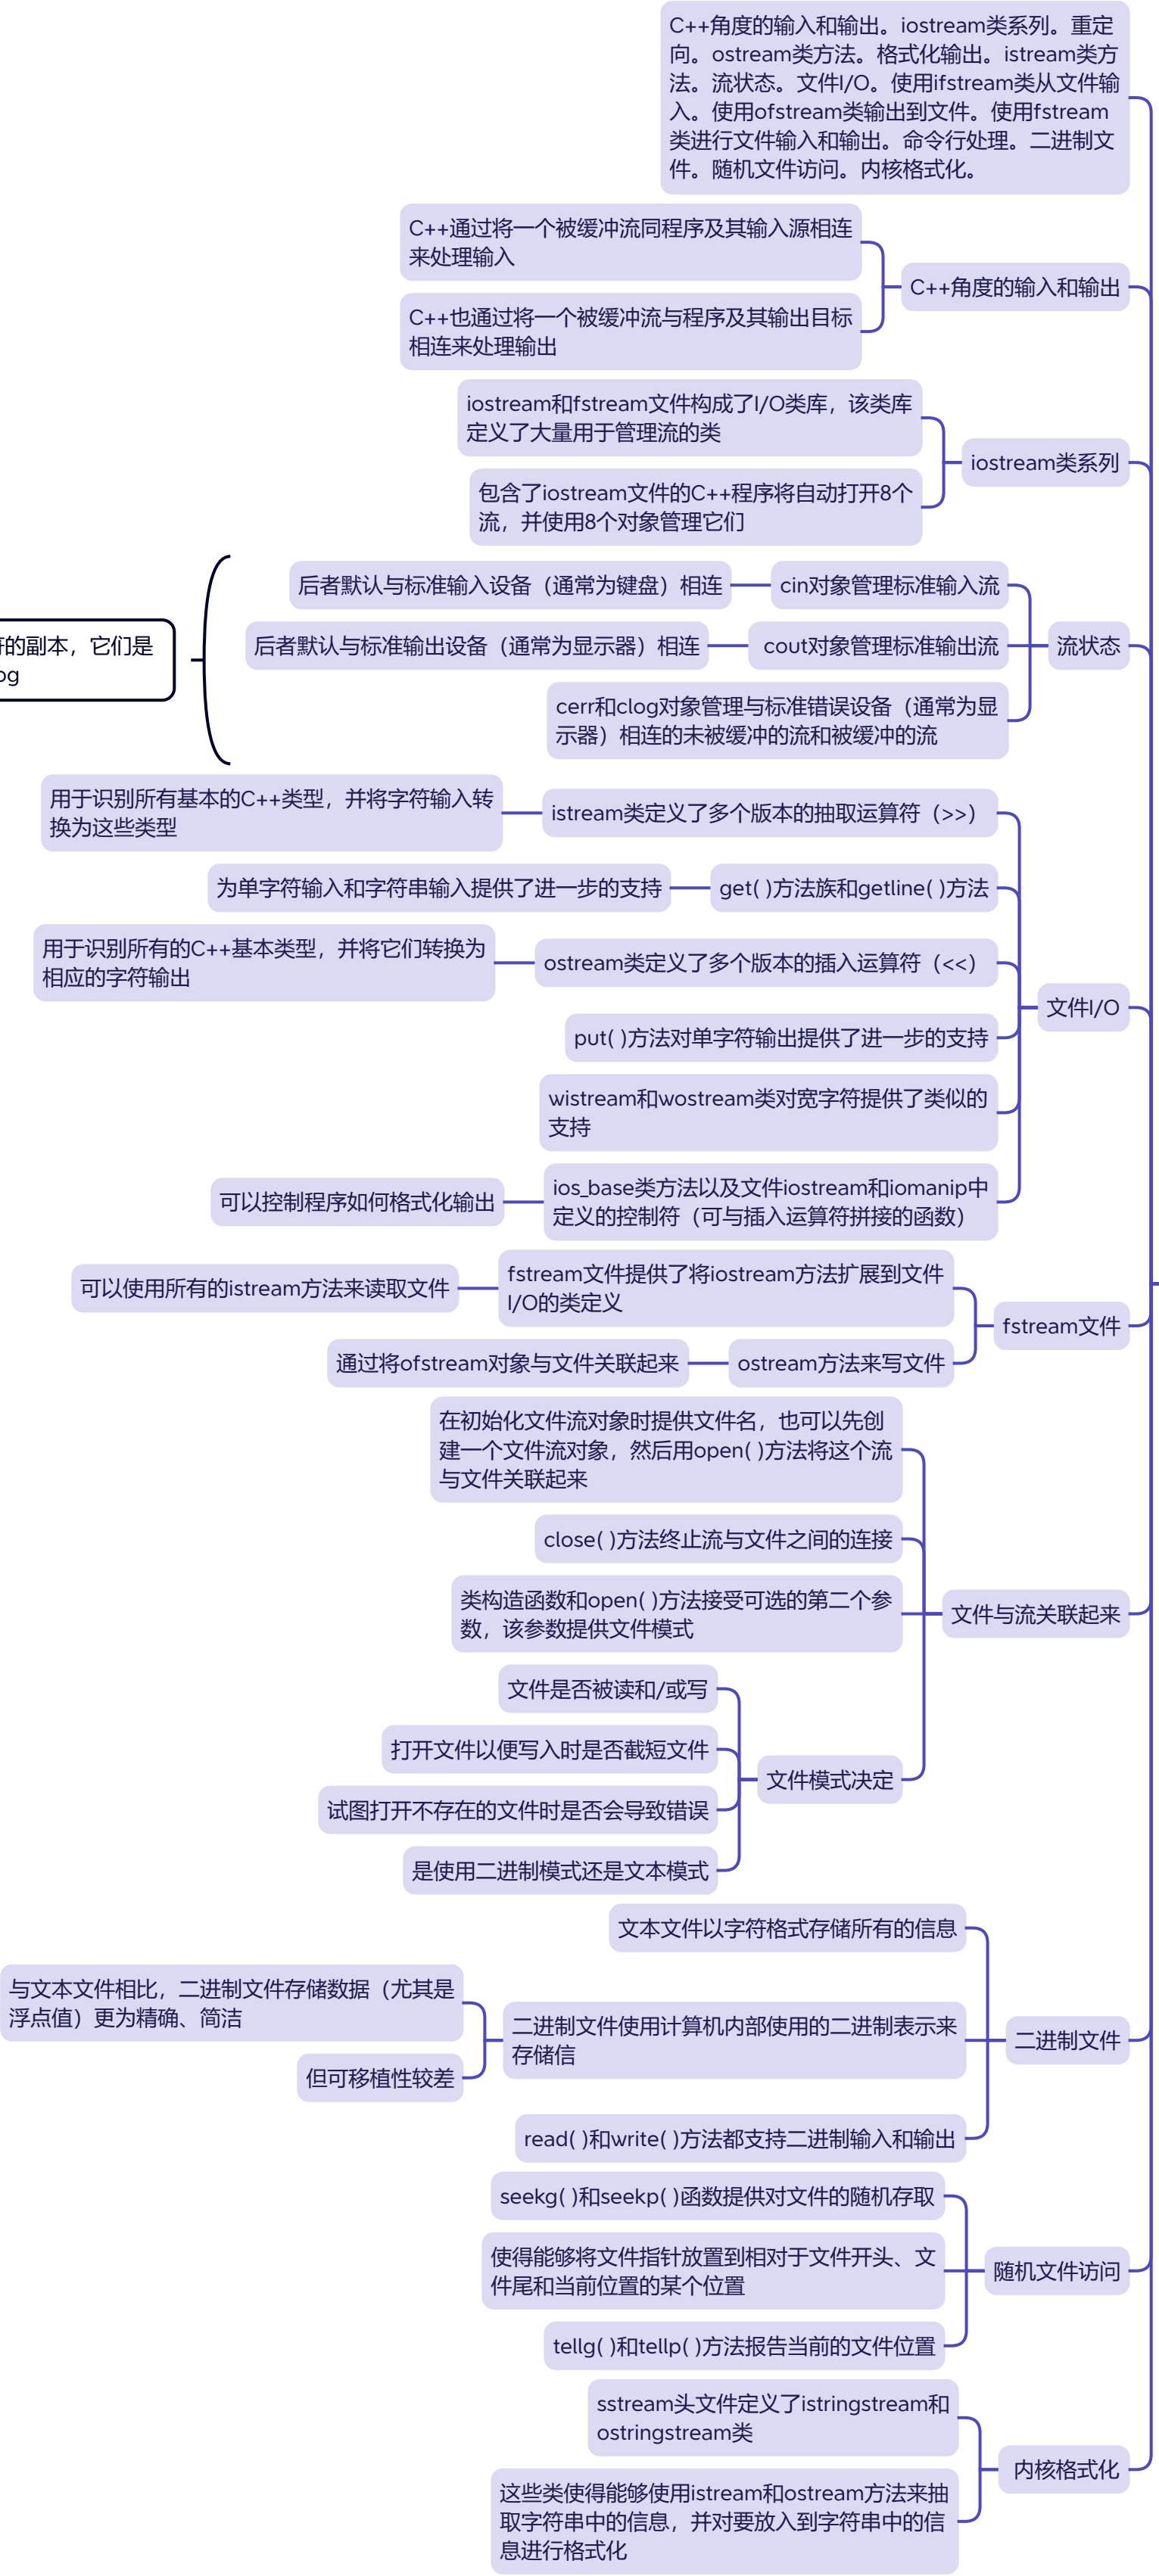 C++角度的输入和输出。iostream类系列。重定
向。ostream类方法。格式化输出。istream类方
法。流状态。文件I/O。使用ifstream类从文件输
入。使用ofstream类输出到文件。使用fstream
类进行文件输入和输出。命令行处理。二进制文
件。随机文件访问。内核格式化。
C++通过将一个被缓冲流同程序及其输入源相连
来处理输入
C++角度的输入和输出
C++也通过将一个被缓冲流与程序及其输出目标
相连来处理输出
iostream和fstream文件构成了I/O类库，该类库
定义了大量用于管理流的类
iostream类系列
包含了iostream文件的C++程序将自动打开8个
流，并使用8个对象管理它们
后者默认与标准输入设备（通常为键盘）相连
cin对象管理标准输入流
的副本，它们是
og
后者默认与标准输出设备（通常为显示器）相连
cout对象管理标准输出流
流状态
cerr和clog对象管理与标准错误设备（通常为显
示器）相连的未被缓冲的流和被缓冲的流
用于识别所有基本的C++类型，并将字符输入转
换为这些类型
istream类定义了多个版本的抽取运算符（>>）
为单字符输入和字符串输入提供了进一步的支持
get( )方法族和getline( )方法
用于识别所有的C++基本类型，并将它们转换为
相应的字符输出
ostream类定义了多个版本的插入运算符（<<）
文件I/O
put( )方法对单字符输出提供了进一步的支持
wistream和wostream类对宽字符提供了类似的
支持
可以控制程序如何格式化输出
ios_base类方法以及文件iostream和iomanip中
定义的控制符（可与插入运算符拼接的函数）
可以使用所有的istream方法来读取文件
fstream文件提供了将iostream方法扩展到文件
I/O的类定义
fstream文件
通过将ofstream对象与文件关联起来
ostream方法来写文件
在初始化文件流对象时提供文件名，也可以先创
建一个文件流对象，然后用open( )方法将这个流
与文件关联起来
close( )方法终止流与文件之间的连接
类构造函数和open( )方法接受可选的第二个参
数，该参数提供文件模式
文件与流关联起来
文件是否被读和/或写
打开文件以便写入时是否截短文件
文件模式决定
试图打开不存在的文件时是否会导致错误
是使用二进制模式还是文本模式
文本文件以字符格式存储所有的信息
与文本文件相比，二进制文件存储数据（尤其是
浮点值）更为精确、简洁
二进制文件使用计算机内部使用的二进制表示来
存储信
二进制文件
但可移植性较差
read( )和write( )方法都支持二进制输入和输出
seekg( )和seekp( )函数提供对文件的随机存取
使得能够将文件指针放置到相对于文件开头、文
件尾和当前位置的某个位置
随机文件访问
tellg( )和tellp( )方法报告当前的文件位置
sstream头文件定义了istringstream和
ostringstream类
内核格式化
这些类使得能够使用istream和ostream方法来抽
取字符串中的信息，并对要放入到字符串中的信
息进行格式化